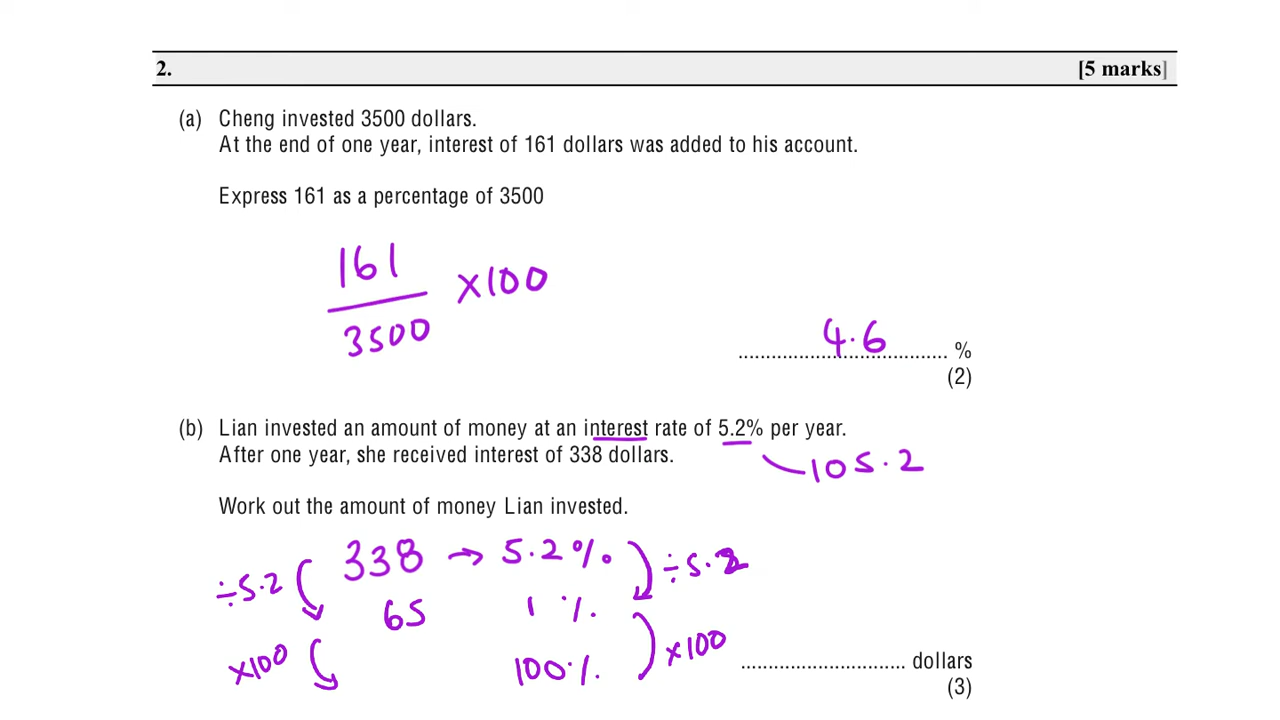 2. [5 marks]
(a) Cheng invested 3500 dollars.
At the end of one year, interest of 161 dollars was added to his account.
Express 161 as a percentage of 3500
161
3500
×100
4.6
.................................... %
(2)
(b) Lian invested an amount of money at an interest rate of 5.2% per year.
After one year, she received interest of 338 dollars.
105.2
Work out the amount of money Lian invested.
÷5.2 338 → 5.2% ÷5.2
65 1%
×100 100% ×100
............................. dollars
(3)